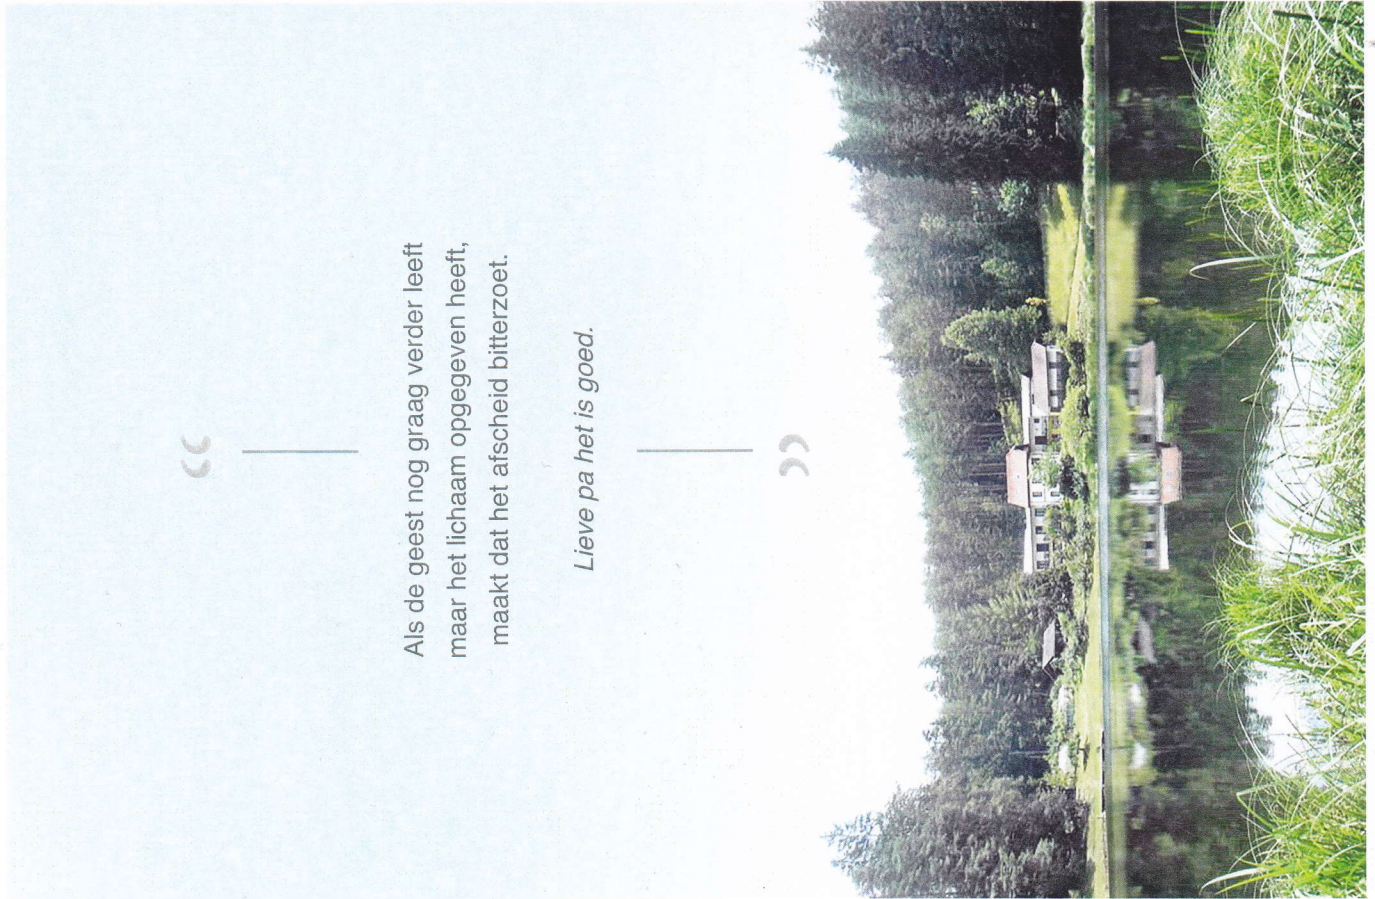 Als de geest nog graag verder leeft
maar het lichaam opgegeven heeft,
maakt dat het afscheid bitterzoet.
Lieve pa het is goed.